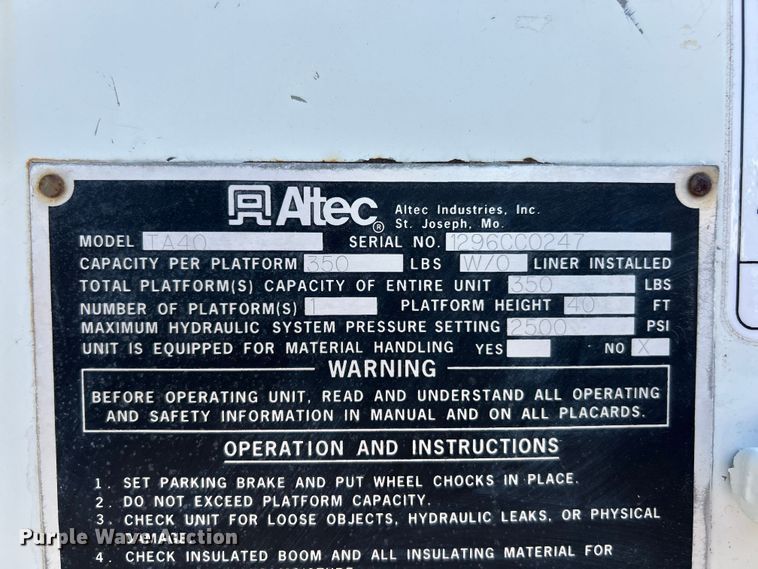 Altec® Altec Industries, Inc.
St. Joseph, Mo.
MODEL TA40 SERIAL NO. 1296CC0247
CAPACITY PER PLATFORM 350 LBS W/O LINER INSTALLED
TOTAL PLATFORM(S) CAPACITY OF ENTIRE UNIT 350 LBS
NUMBER OF PLATFORM(S) 1 PLATFORM HEIGHT 40 FT
MAXIMUM HYDRAULIC SYSTEM PRESSURE SETTING 2500 PSI
UNIT IS EQUIPPED FOR MATERIAL HANDLING YES NO X
WARNING
BEFORE OPERATING UNIT, READ AND UNDERSTAND ALL OPERATING
AND SAFETY INFORMATION IN MANUAL AND ON ALL PLACARDS.
OPERATION AND INSTRUCTIONS
1. SET PARKING BRAKE AND PUT WHEEL CHOCKS IN PLACE.
2. DO NOT EXCEED PLATFORM CAPACITY.
3. CHECK UNIT FOR LOOSE OBJECTS, HYDRAULIC LEAKS, OR PHYSICAL
DAMAGE.
Purple Wave Auction
4. CHECK INSULATED BOOM AND ALL INSULATING MATERIAL FOR